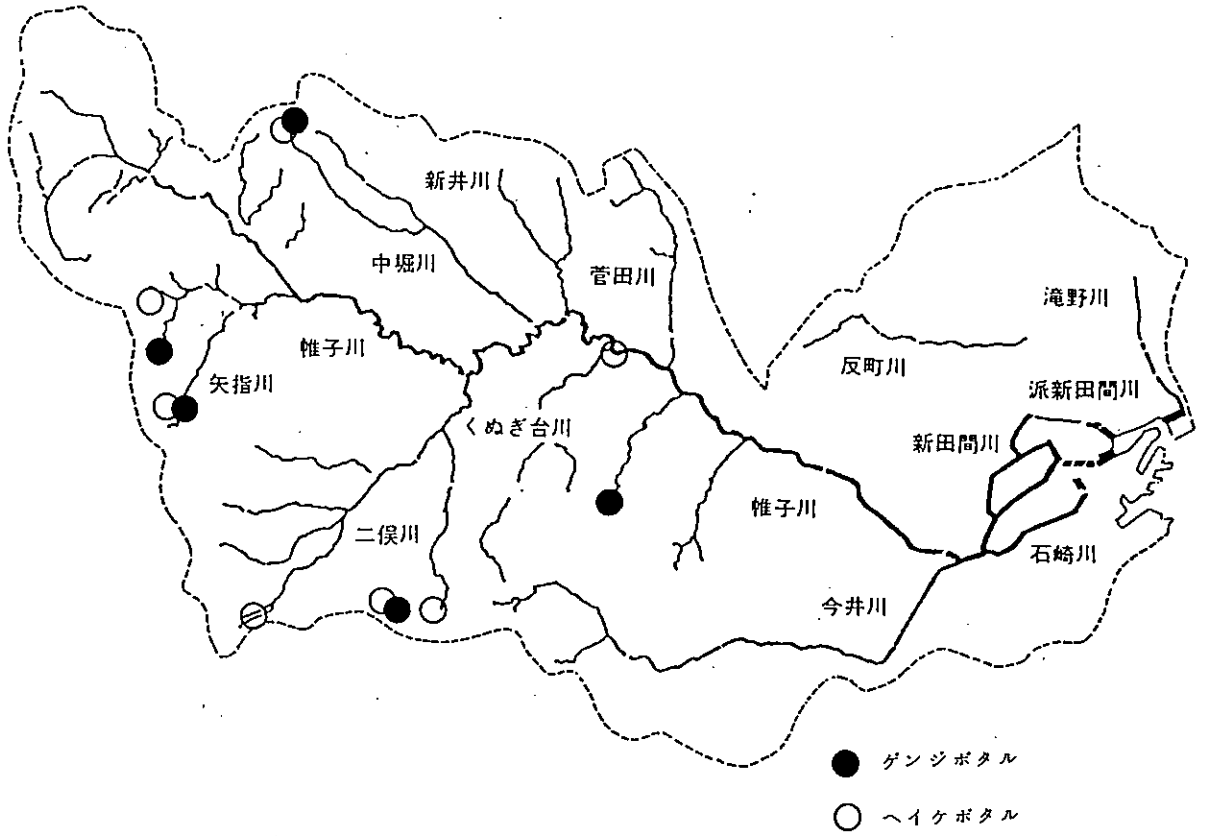 新井川
中堀川
菅田川
滝野川
帷子川
反町川
矢指川
派新田間川
くぬぎ台川
新田間川
帷子川
二俣川
石崎川
今井川
ゲンジボタル
ヘイケボタル